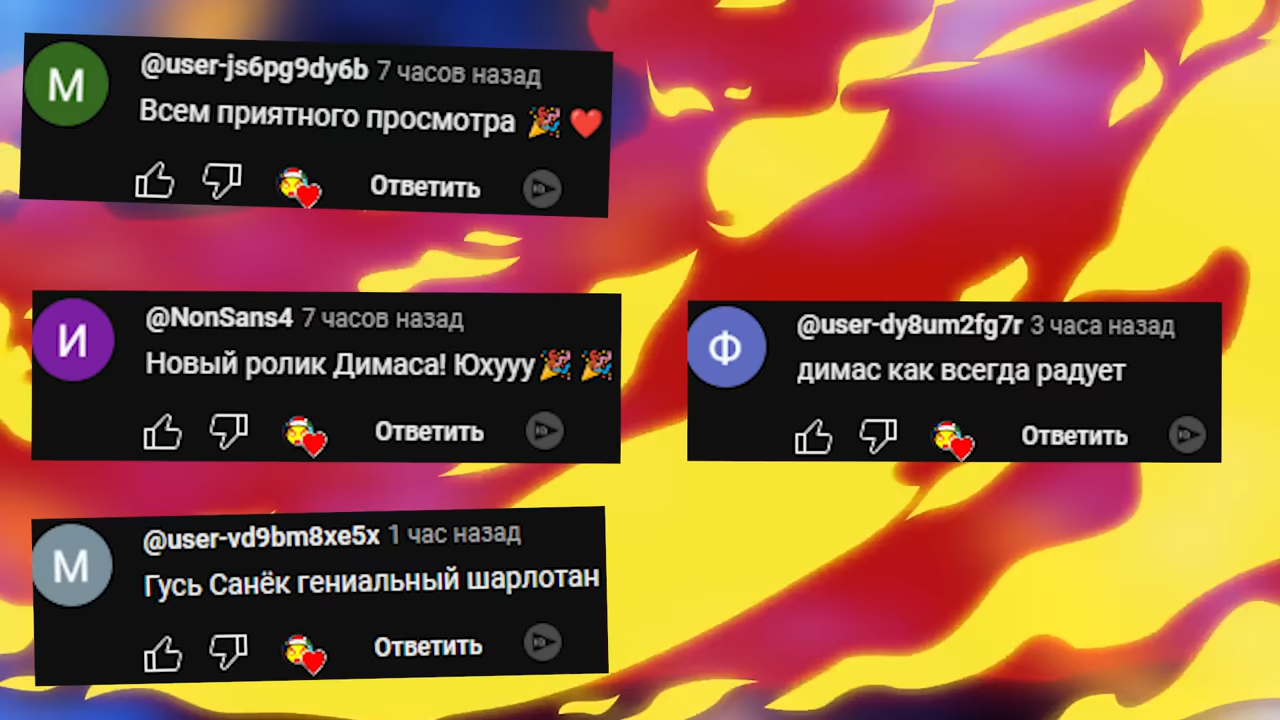 М
@user-js6pg9dy6b 7 часов назад
Всем приятного просмотра 🎉 ❤️
Ответить
И
@NonSans4 7 часов назад
Новый ролик Димаса! Юхууу 🎉 🎉
Ответить
Ф
@user-dy8um2fg7r 3 часа назад
димас как всегда радует
Ответить
М
@user-vd9bm8xe5x 1 час назад
Гусь Санёк гениальный шарлотан
Ответить